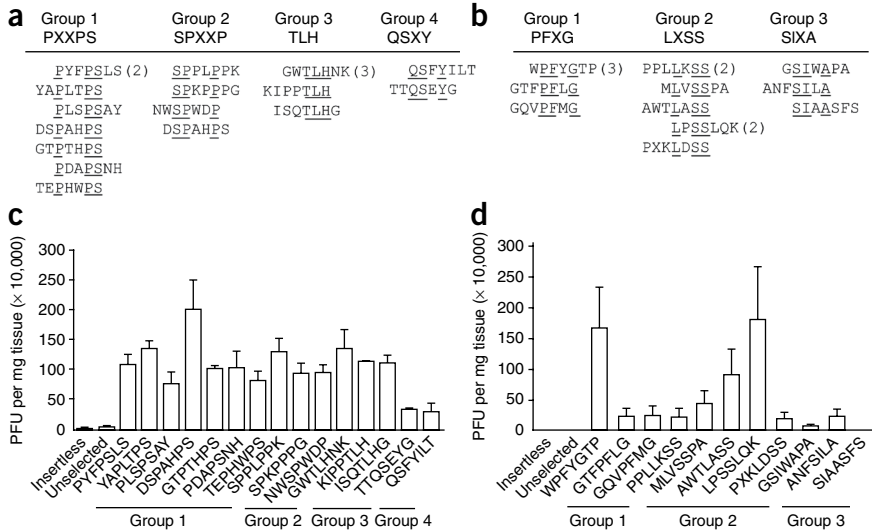 a
Group 1 Group 2 Group 3 Group 4
PXXPS SPXXP TLH QSXY
PYFPSLS(2) SPPLPPK GWTLHNK(3) QSFYILT
YAPLTPS SPKPPPG KIPPTLH TTQSEYG
PLSPSAY NWSPWDP ISQTLHG
DSPAHPS DSPAHPS
GTPTHPS
PDAPSNH
TEPHWPS
b
Group 1 Group 2 Group 3
PFXG LXSS SIXA
WPFYGTP(3) PPLLKSS(2) GSIWAPA
GTFPFLG MLVSSPA ANFSILA
GQVPFMG AWTLASS SIAASFS
LPSSLQK(2)
PXKLDSS
c
PFU per mg tissue (× 10,000)
300
250
200
150
100
50
0
Insertless
Unselected
PYFPSLS
YAPLTPS
PLSPSAY
DSPAHPS
GTPTHPS
PDAPSNH
TEPHWPS
SPPLPPK
SPKPPPG
NWSPWDP
GWTLHNK
KIPPTLH
ISQTLHG
TTQSEYG
QSFYILT
Group 1 Group 2 Group 3 Group 4
d
PFU per mg tissue (× 10,000)
300
250
200
150
100
50
0
Insertless
Unselected
WPFYGTP
GTFPFLG
GQVPFMG
PPLLKSS
MLVSSPA
AWTLASS
LPSSLQK
PXKLDSS
GSIWAPA
ANFSILA
SIAASFS
Group 1 Group 2 Group 3